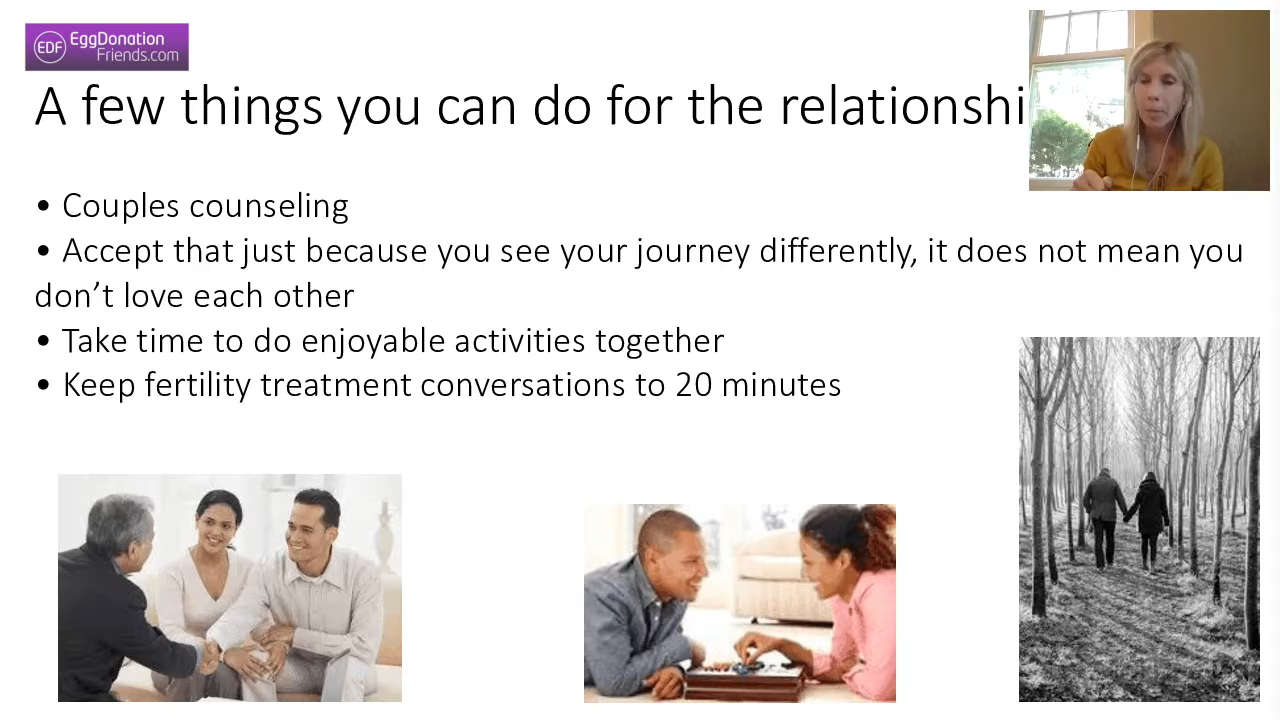 EDF EggDonation
Friends.com
A few things you can do for the relationshi
• Couples counseling
• Accept that just because you see your journey differently, it does not mean you
don’t love each other
• Take time to do enjoyable activities together
• Keep fertility treatment conversations to 20 minutes